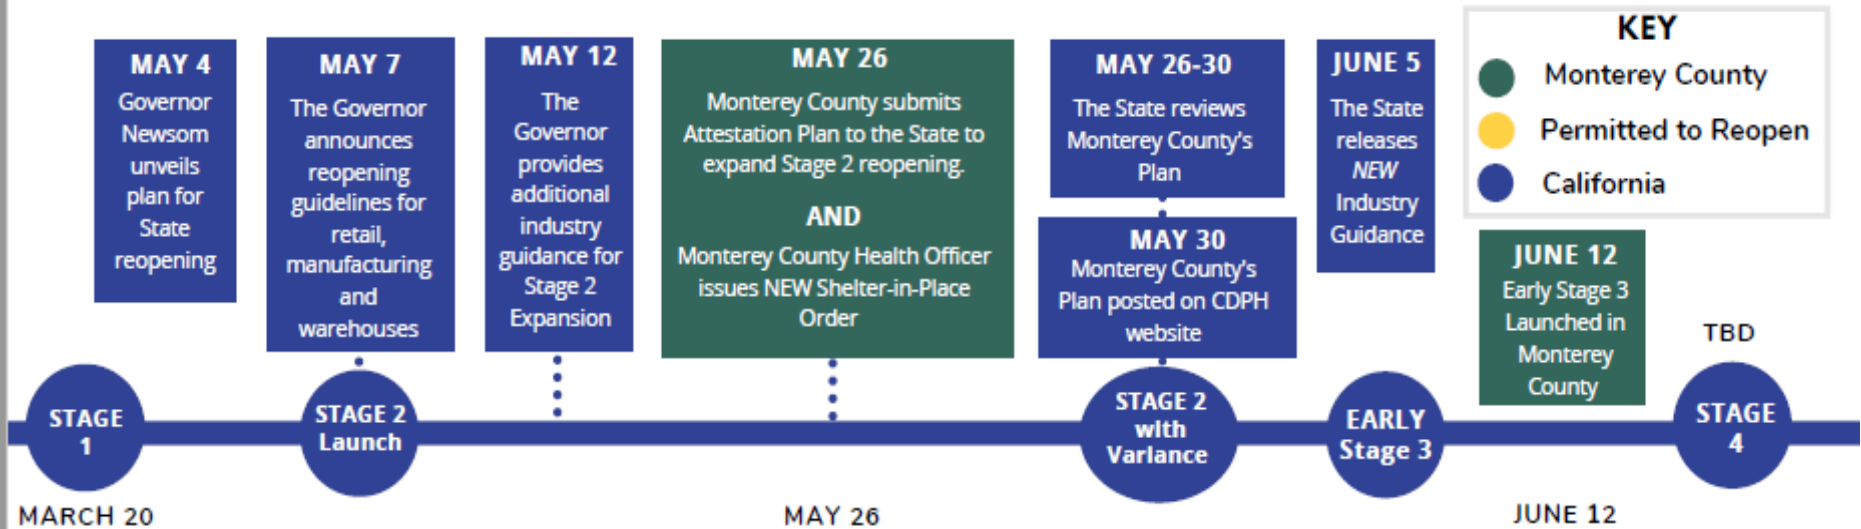 MAY 4
Governor
Newsom
unveils
plan for
State
reopening
MAY 7
The Governor
announces
reopening
guidelines for
retail,
manufacturing
and
warehouses
MAY 12
The
Governor
provides
additional
industry
guidance for
Stage 2
Expansion
MAY 26
Monterey County submits
Attestation Plan to the State to
expand Stage 2 reopening.
AND
Monterey County Health Officer
issues NEW Shelter-in-Place
Order
MAY 26-30
The State reviews
Monterey County's
Plan
MAY 30
Monterey County's
Plan posted on CDPH
website
JUNE 5
The State
releases
NEW
Industry
Guidance
KEY
Monterey County
Permitted to Reopen
California
JUNE 12
Early Stage 3
Launched in
Monterey
County
TBD
STAGE
1
STAGE 2
Launch
STAGE 2
with
Variance
EARLY
Stage 3
STAGE
4
MARCH 20
MAY 26
JUNE 12